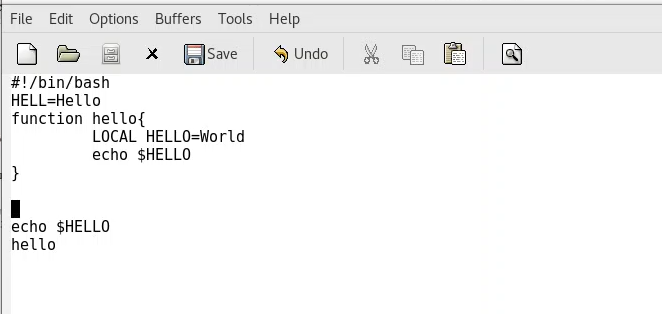 File Edit Options Buffers Tools Help
Save Undo
#!/bin/bash
HELL=Hello
function hello{
LOCAL HELLO=World
echo $HELLO
}
echo $HELLO
hello